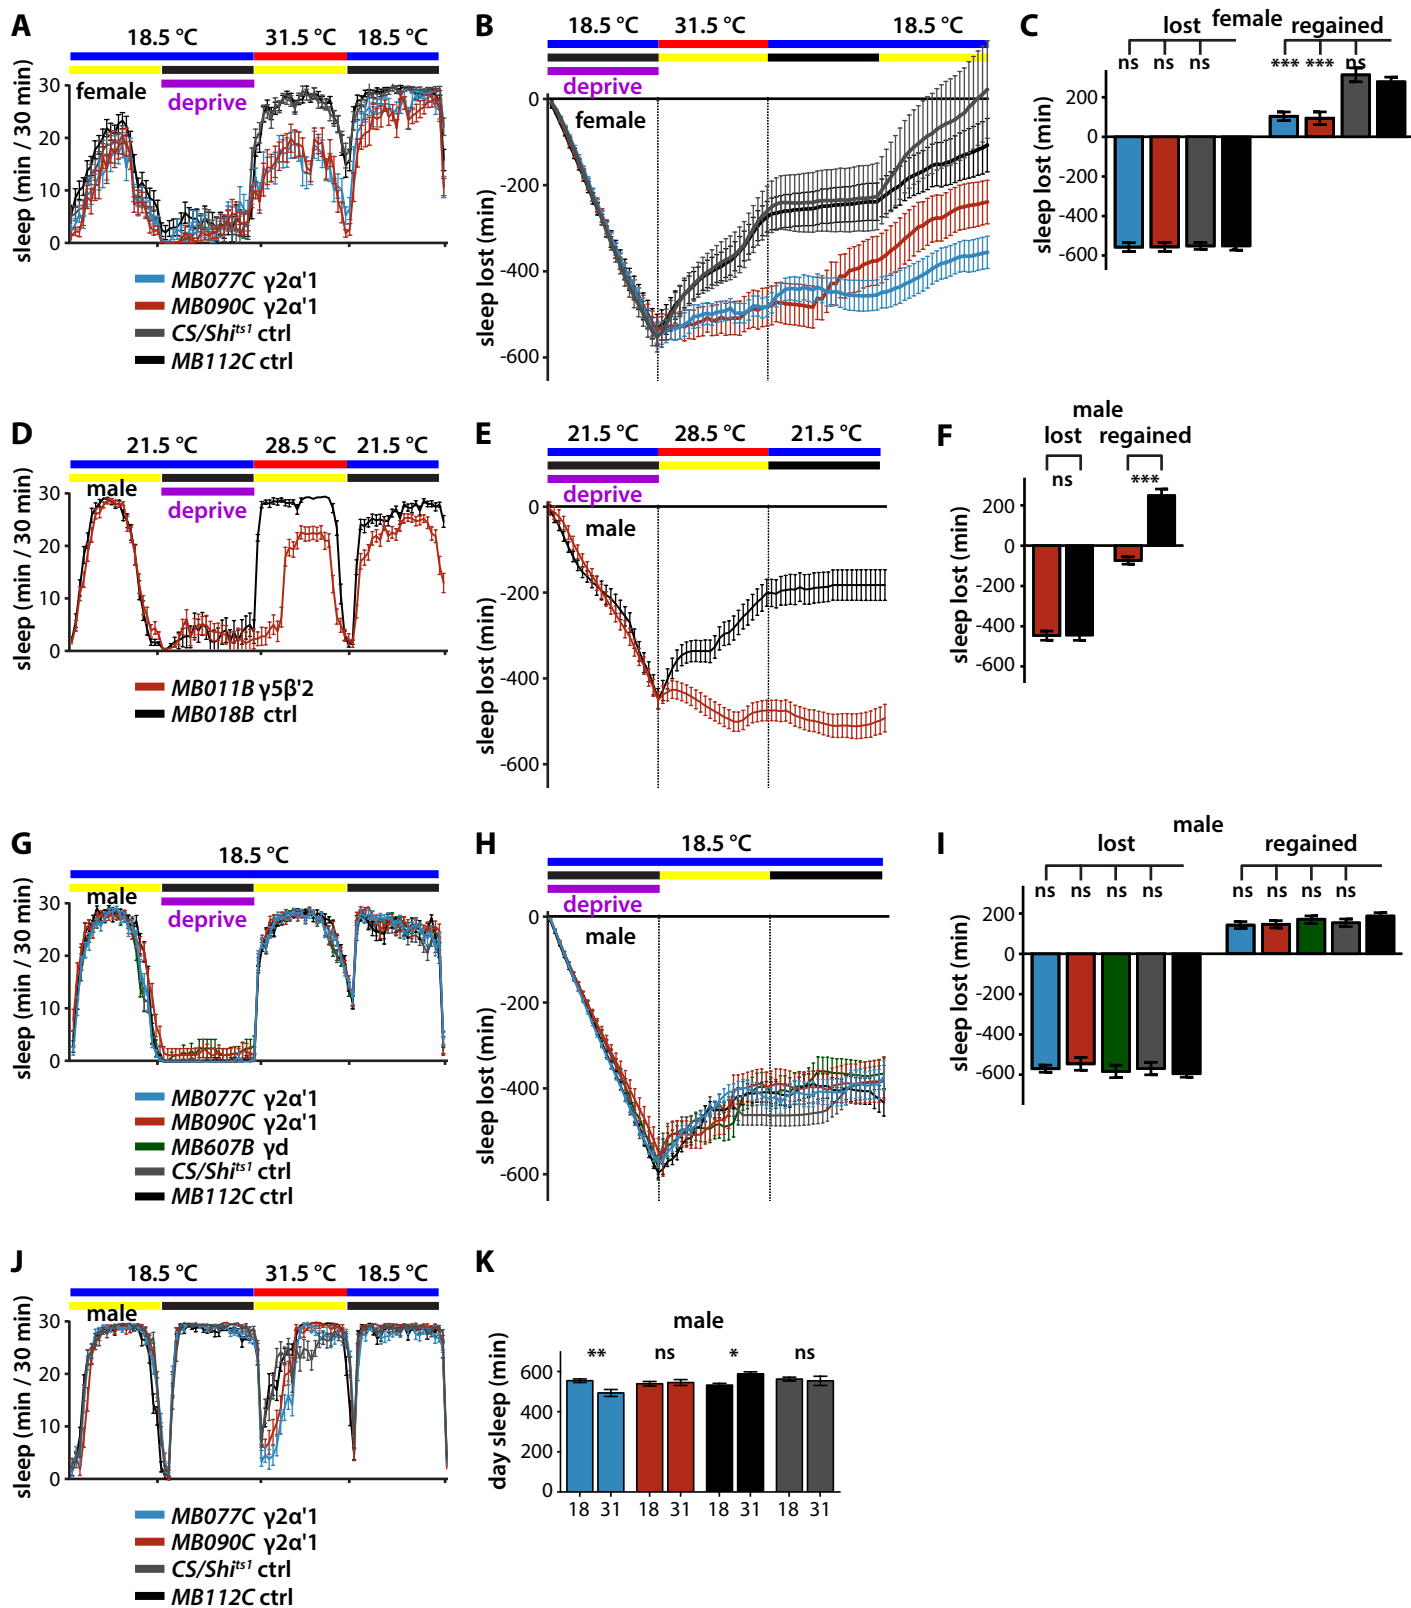 A
18.5 °C 31.5 °C 18.5 °C
female
deprive
sleep (min / 30 min)
30
20
10
0
MB077C γ2α'1
MB090C γ2α'1
CS/Shits1 ctrl
MB112C ctrl
B
18.5 °C 31.5 °C 18.5 °C
deprive
female
sleep lost (min)
0
-200
-400
-600
C
female
lost regained
ns ns ns *** *** ns
sleep lost (min)
200
0
-200
-400
-600
D
21.5 °C 28.5 °C 21.5 °C
male
deprive
sleep (min / 30 min)
30
20
10
0
MB011B γ5β'2
MB018B ctrl
E
21.5 °C 28.5 °C 21.5 °C
deprive
male
sleep lost (min)
0
-200
-400
-600
F
male
lost regained
ns ***
sleep lost (min)
200
0
-200
-400
-600
G
18.5 °C
male
deprive
sleep (min / 30 min)
30
20
10
0
MB077C γ2α'1
MB090C γ2α'1
MB607B γd
CS/Shits1 ctrl
MB112C ctrl
H
18.5 °C
deprive
male
sleep lost (min)
0
-200
-400
-600
I
male
lost regained
ns ns ns ns ns ns ns ns
sleep lost (min)
200
0
-200
-400
-600
J
18.5 °C 31.5 °C 18.5 °C
male
sleep (min / 30 min)
30
20
10
0
MB077C γ2α'1
MB090C γ2α'1
CS/Shits1 ctrl
MB112C ctrl
K
male
** ns * ns
day sleep (min)
600
400
200
0
18 31 18 31 18 31 18 31